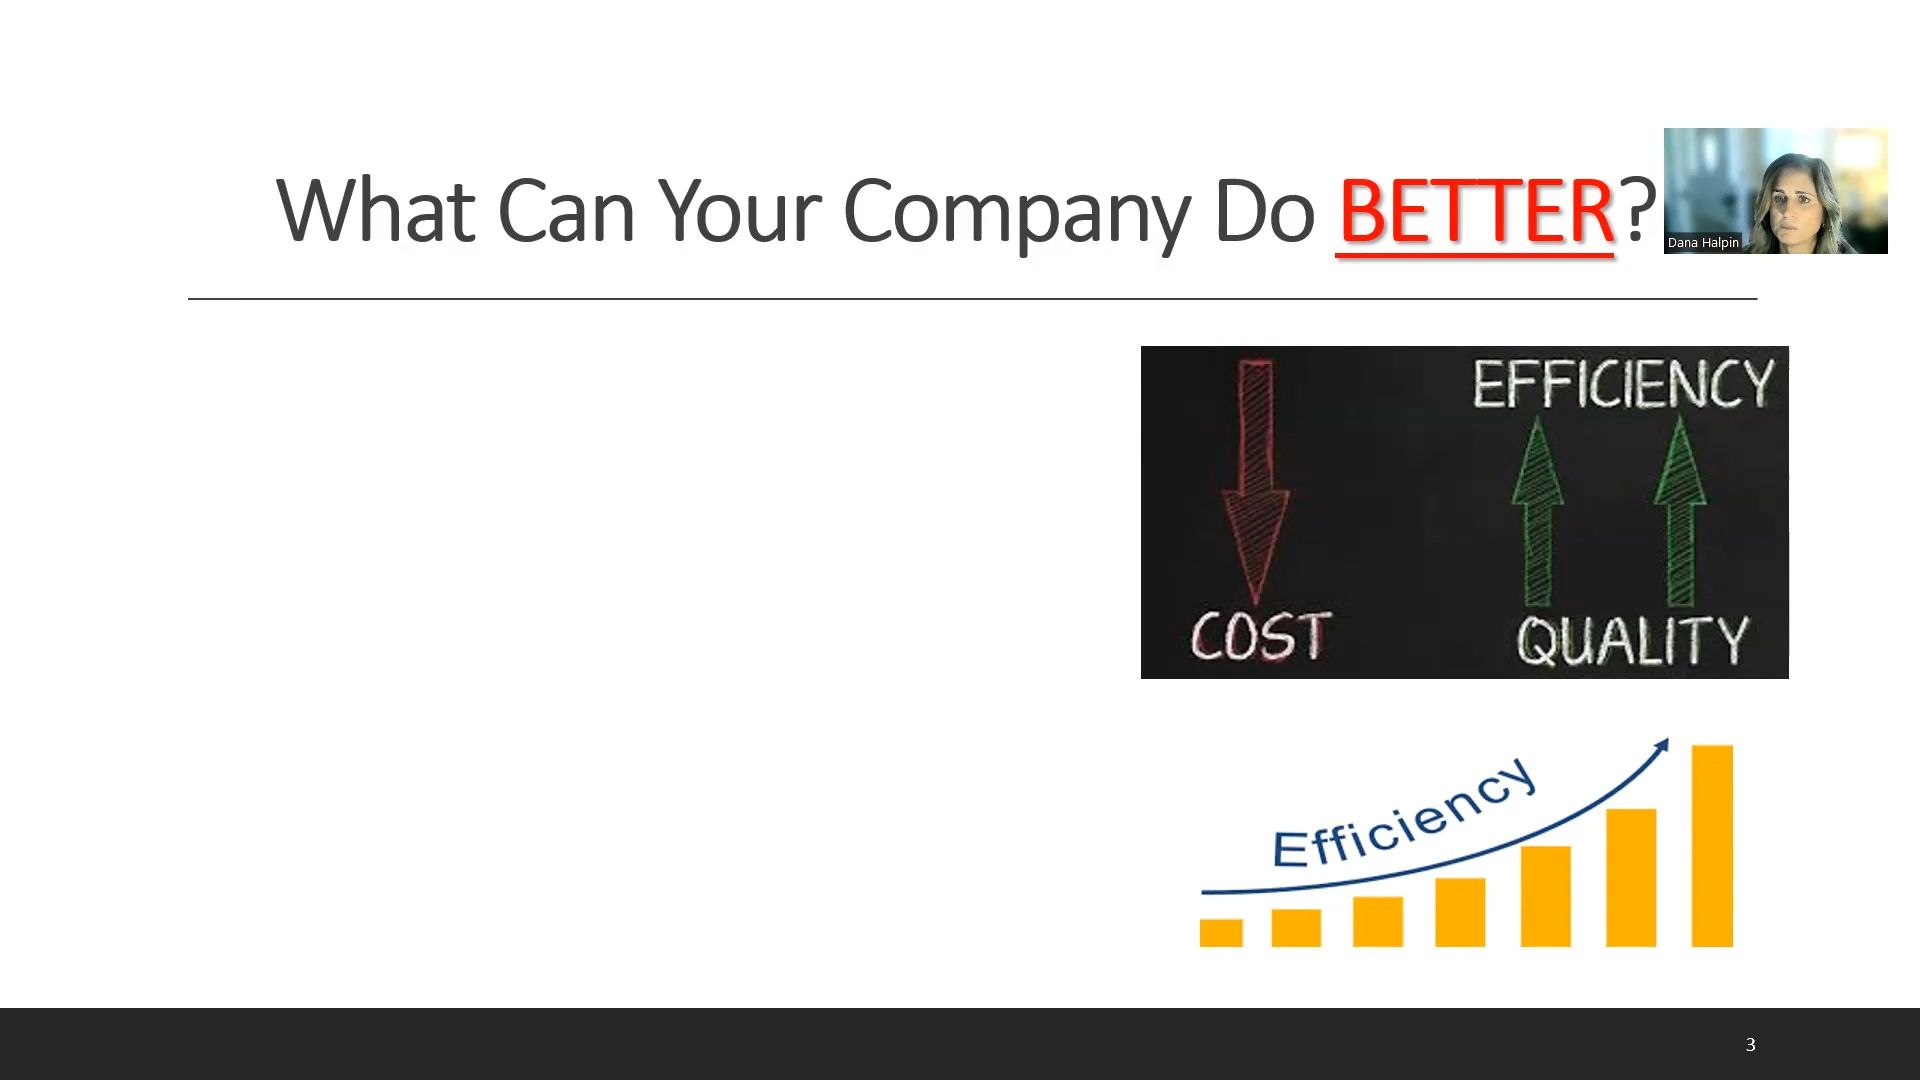 What Can Your Company Do BETTER?
Dana Halpin
EFFICIENCY
COST
QUALITY
Efficiency
3